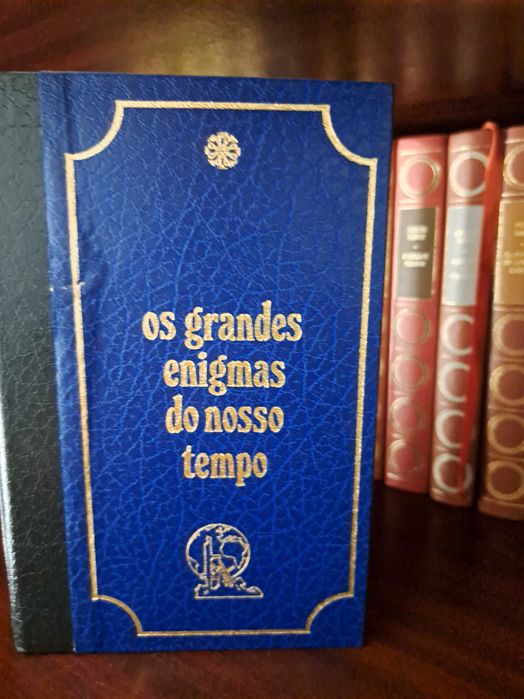 os grandes
enigmas
do nosso
tempo